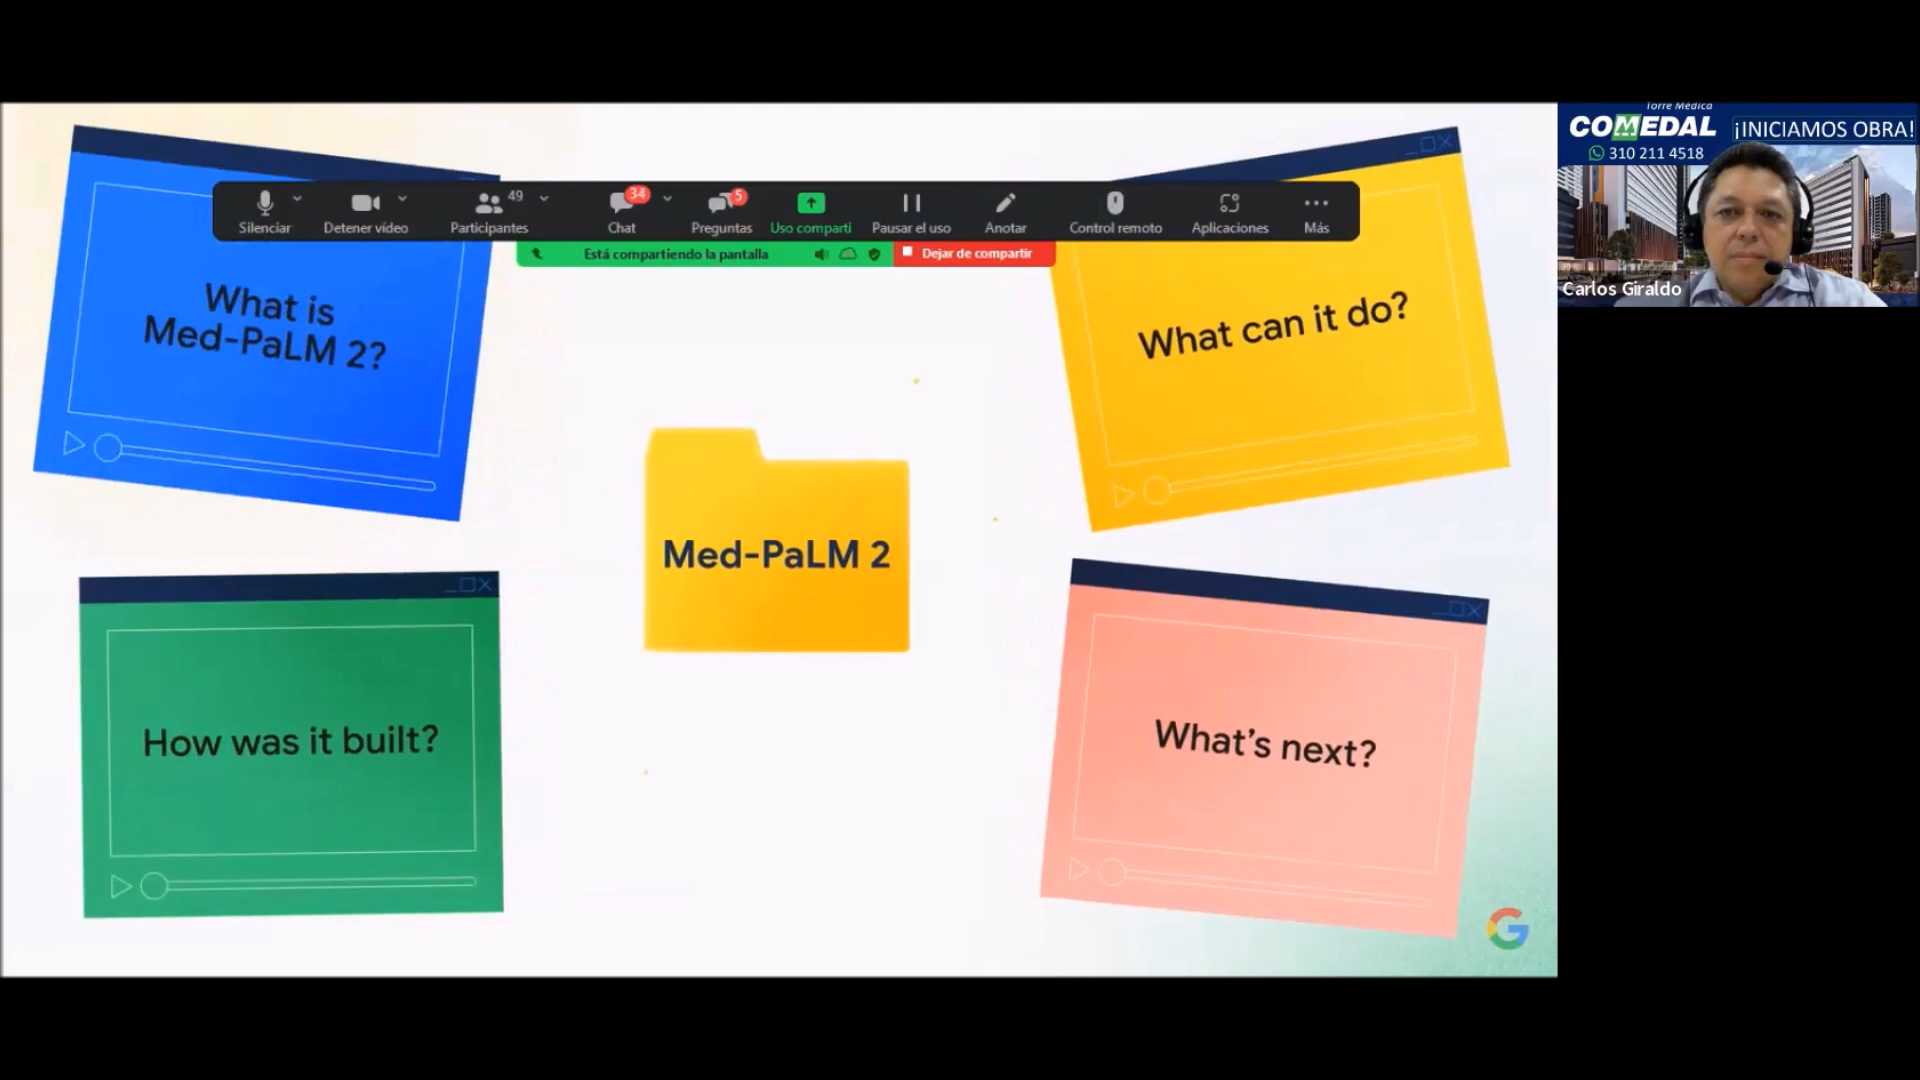 Torre Médica
COMEDAL
¡INICIAMOS OBRA!
310 211 4518
Carlos Giraldo
49
34
5
Silenciar
Detener vídeo
Participantes
Chat
Preguntas
Uso comparti
Pausar el uso
Anotar
Control remoto
Aplicaciones
Más
Está compartiendo la pantalla
Dejar de compartir
What is
Med-PaLM 2?
What can it do?
Med-PaLM 2
How was it built?
What's next?